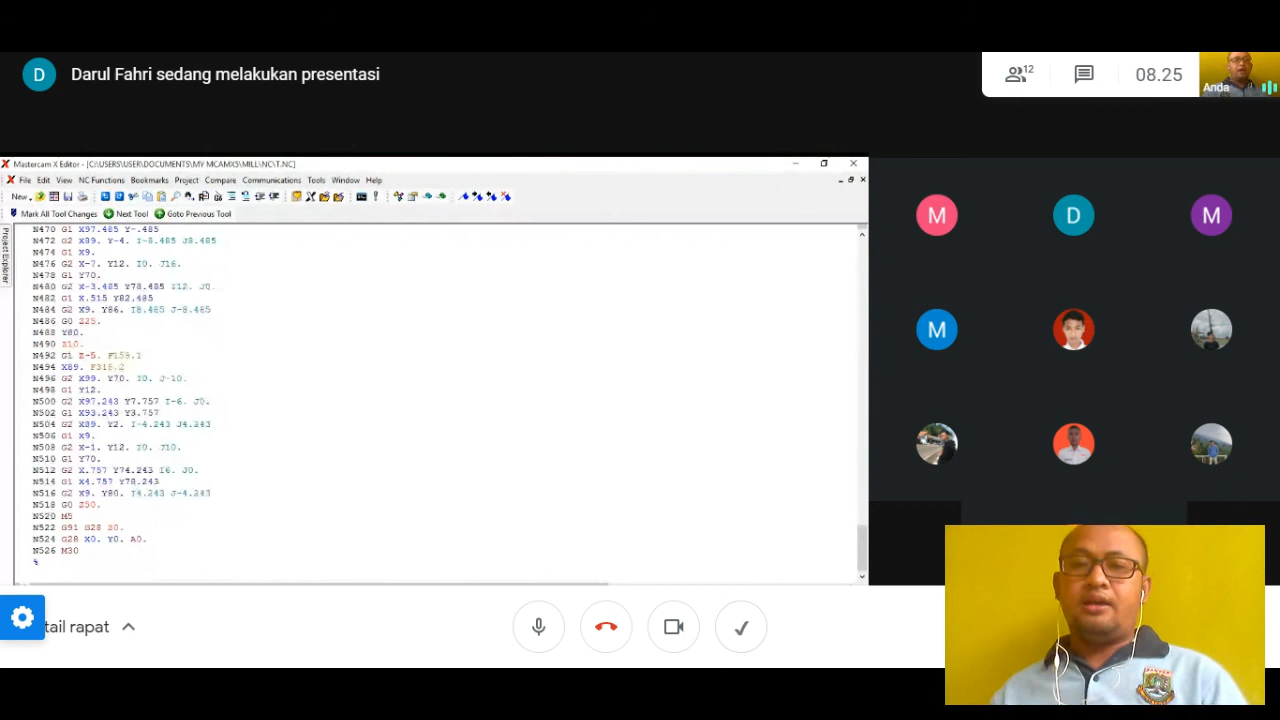 D Darul Fahri sedang melakukan presentasi
12
08.25
Anda
Mastercam X Editor - [C:\USERS\USER\DOCUMENTS\MY MCAMX5\MILL\NC\T.NC]
File Edit View NC Functions Bookmarks Project Compare Communications Tools Window Help
New
Mark All Tool Changes Next Tool Goto Previous Tool
Project Explorer
N470 G1 X97.485 Y-.485
N472 G2 X89. Y-4. I-8.485 J8.485
N474 G1 X9.
N476 G2 X-7. Y12. I0. J16.
N478 G1 Y70.
N480 G2 X-3.485 Y78.485 I12. J0.
N482 G1 X.515 Y82.485
N484 G2 X9. Y86. I8.485 J-8.485
N486 G0 Z25.
N488 Y80.
N490 Z10.
N492 G1 Z-5. F159.1
N494 X89. F318.2
N496 G2 X99. Y70. I0. J-10.
N498 G1 Y12.
N500 G2 X97.243 Y7.757 I-6. J0.
N502 G1 X93.243 Y3.757
N504 G2 X89. Y2. I-4.243 J4.243
N506 G1 X9.
N508 G2 X-1. Y12. I0. J10.
N510 G1 Y70.
N512 G2 X.757 Y74.243 I6. J0.
N514 G1 X4.757 Y78.243
N516 G2 X9. Y80. I4.243 J-4.243
N518 G0 Z50.
N520 M5
N522 G91 G28 Z0.
N524 G28 X0. Y0. A0.
N526 M30
%
M D M
M
tail rapat